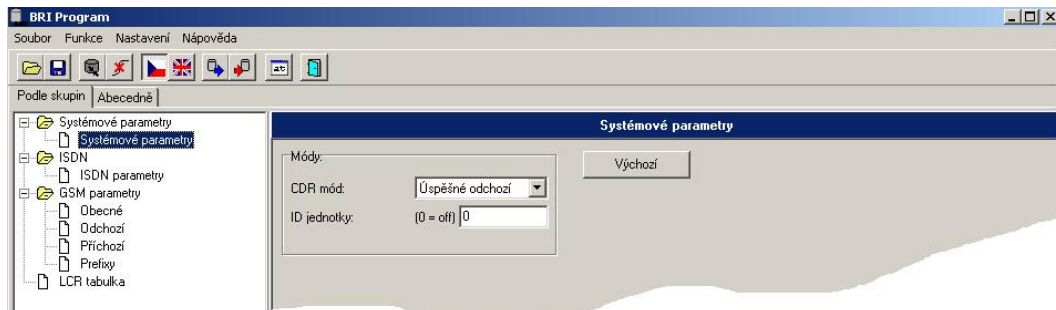 BRI Program
Soubor Funkce Nastavení Nápověda
at
Podle skupin Abecedně
Systémové parametry
Systémové parametry
ISDN
ISDN parametry
GSM parametry
Obecné
Odchozí
Příchozí
Prefixy
LCR tabulka
Systémové parametry
Módy:
CDR mód: Úspěšné odchozí
ID jednotky: (0 = off) 0
Výchozí